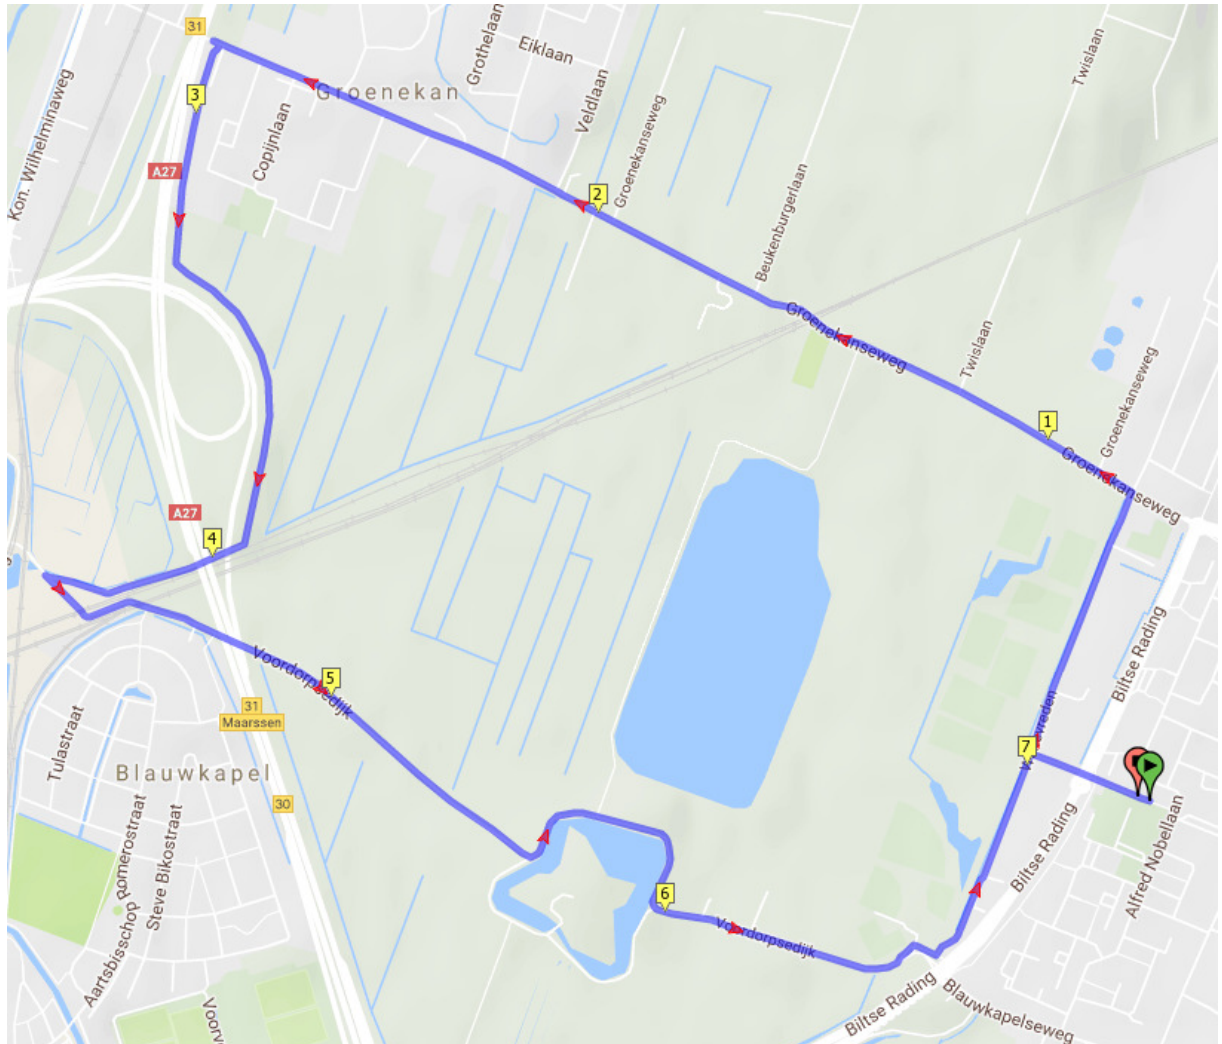 31
Grothelaan
Eiklaan
Twislaan
Kon. Wilhelminaweg
3
Groenekan
Veldlaan
Copijnlaan
Groenekanseweg
A27
2
Beukenburgerlaan
Groenekanseweg
Twislaan
Groenekanseweg
1
Groenekanseweg
A27
4
Biltse Rading
Voordorpsedijk
5
31
Maarssen
Tulastraat
7
Blauwkapel
30
Romerostraat
Steve Bikostraat
Aartsbisschop
Biltse Rading
Alfred Nobellaan
6
Voordorpsedijk
Biltse Rading
Blauwkapelseweg